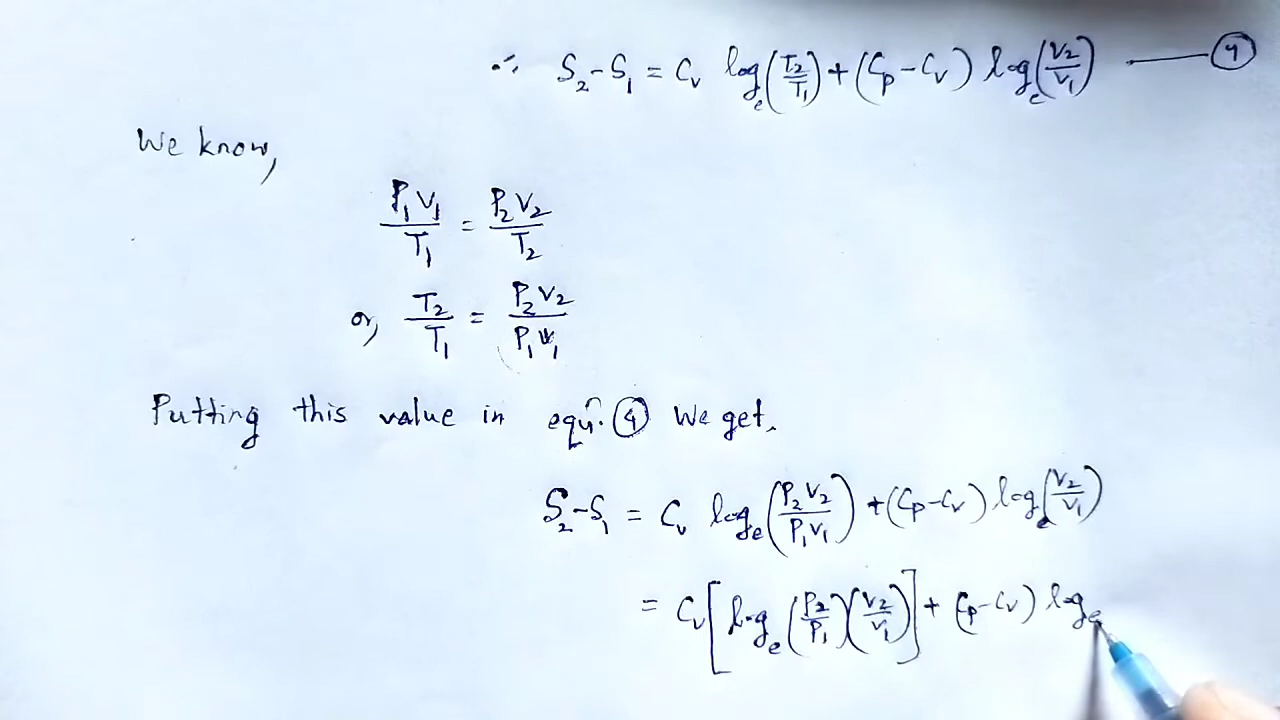 ∴ S₂-S₁ = Cᵥ logₑ(T₂/T₁) + (Cp - Cᵥ) logₑ(V₂/V₁) —— ④
We know,
P₁V₁/T₁ = P₂V₂/T₂
or, T₂/T₁ = P₂V₂/P₁V₁
Putting this value in equⁿ. ④ We get.
S₂-S₁ = Cᵥ logₑ(P₂V₂/P₁V₁) + (Cp-Cᵥ) logₑ(V₂/V₁)
= Cᵥ[logₑ(P₂/P₁)(V₂/V₁)] + (Cp-Cᵥ) logₑ